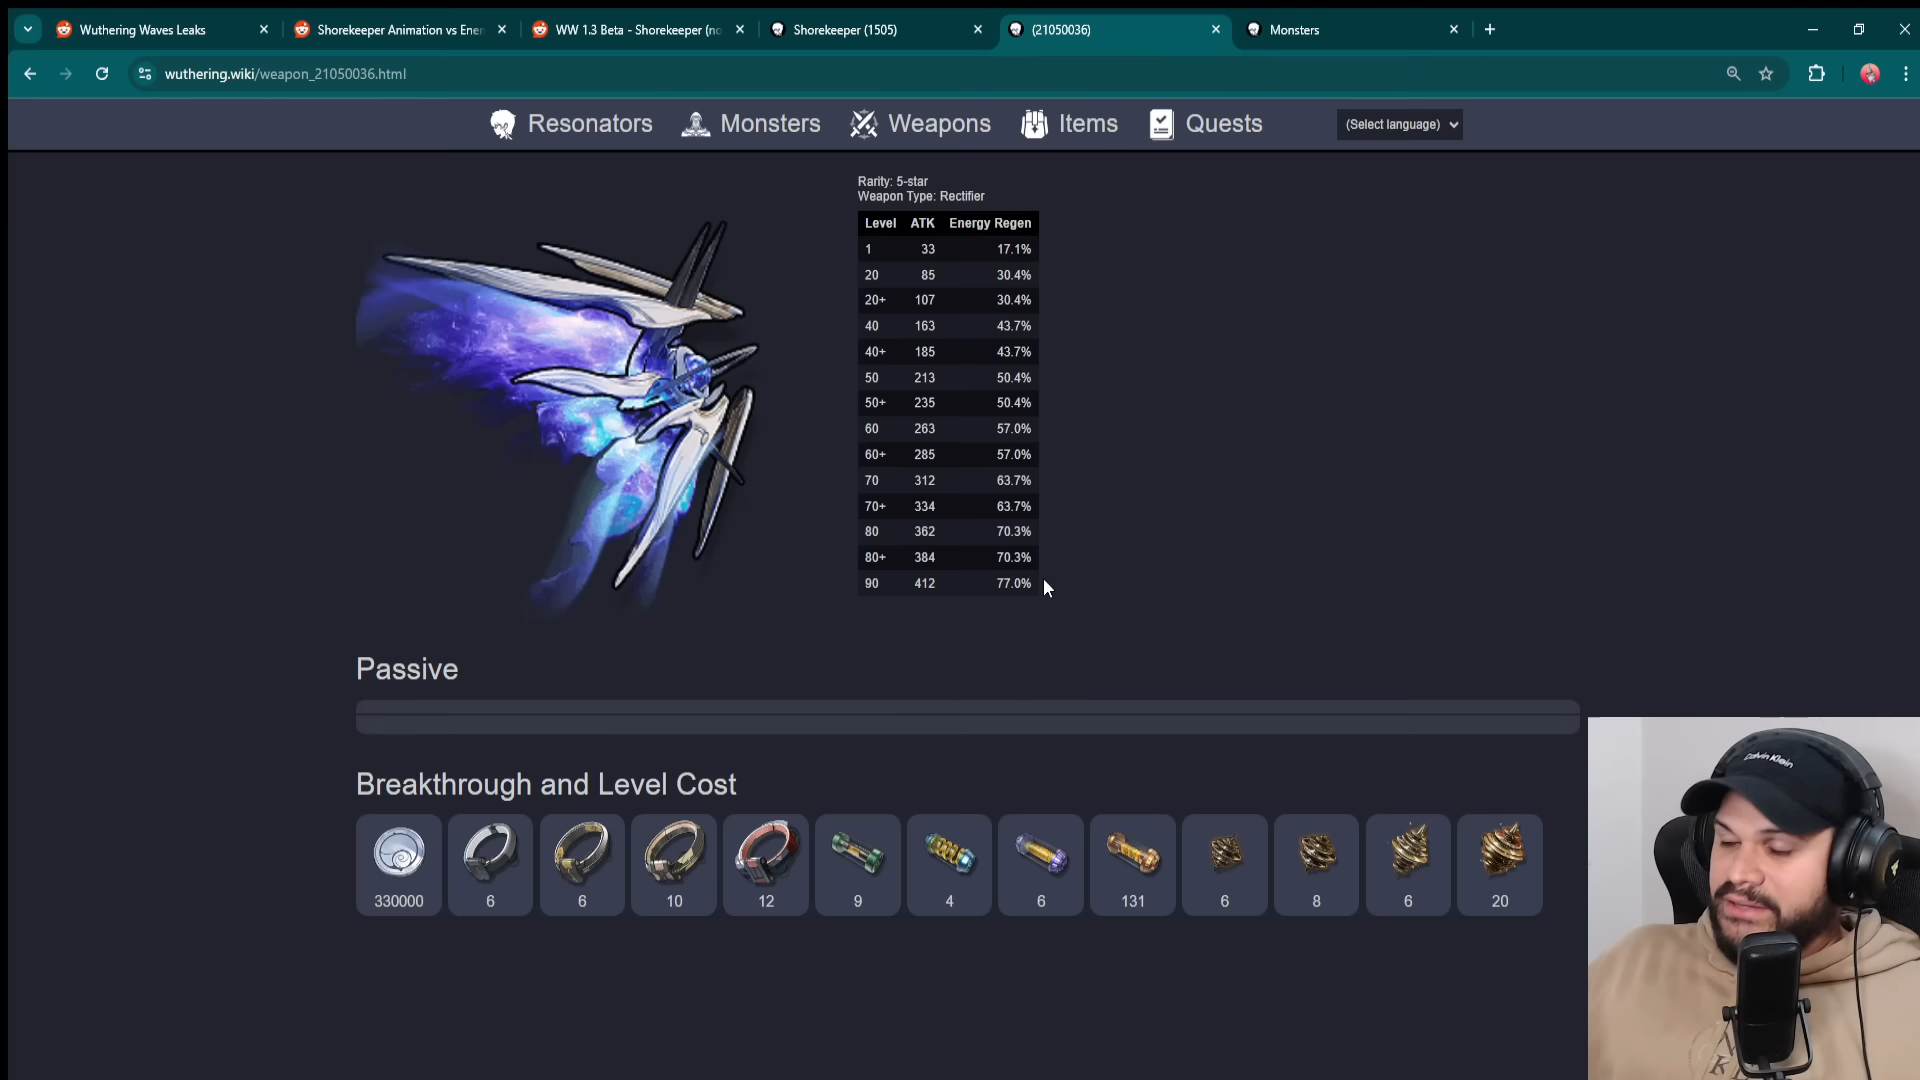 Wuthering Waves Leaks
Shorekeeper Animation vs Ene
WW 1.3 Beta - Shorekeeper (no
Shorekeeper (1505)
(21050036)
Monsters
wuthering.wiki/weapon_21050036.html
Resonators
Monsters
Weapons
Items
Quests
(Select language)
Rarity: 5-star
Weapon Type: Rectifier
Level ATK Energy Regen
1 33 17.1%
20 85 30.4%
20+ 107 30.4%
40 163 43.7%
40+ 185 43.7%
50 213 50.4%
50+ 235 50.4%
60 263 57.0%
60+ 285 57.0%
70 312 63.7%
70+ 334 63.7%
80 362 70.3%
80+ 384 70.3%
90 412 77.0%
Passive
Breakthrough and Level Cost
330000 6 6 10 12 9 4 6 131 6 8 6 20
Calvin Klein